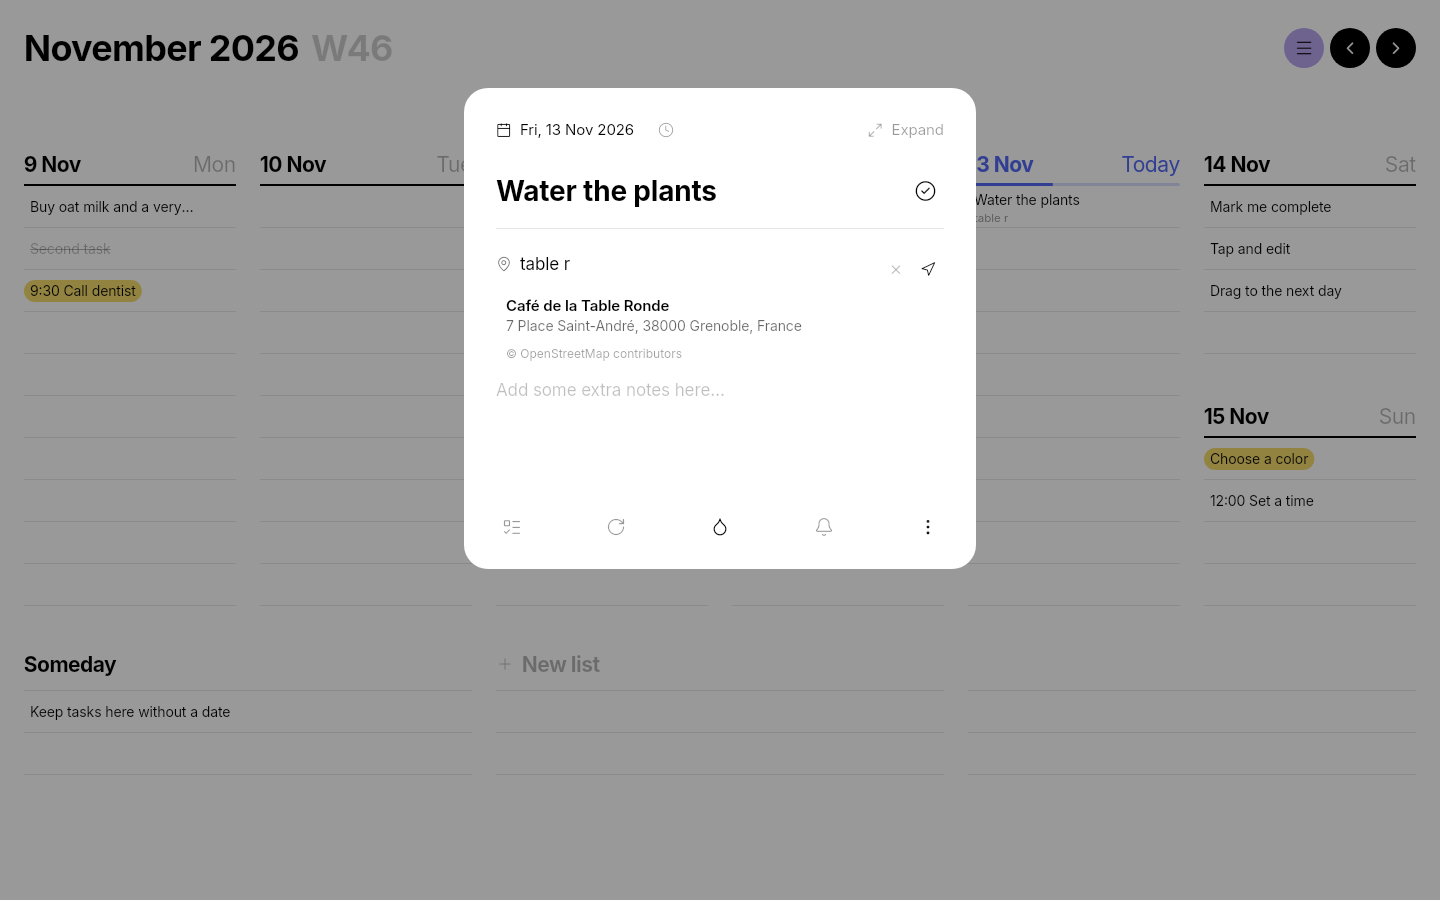 November 2026 W46
Fri, 13 Nov 2026
Expand
Water the plants
table r
Café de la Table Ronde
7 Place Saint-André, 38000 Grenoble, France
© OpenStreetMap contributors
Add some extra notes here...
9 Nov Mon
Buy oat milk and a very...
Second task
9:30 Call dentist
10 Nov Tue
3 Nov Today
Water the plants
table r
14 Nov Sat
Mark me complete
Tap and edit
Drag to the next day
15 Nov Sun
Choose a color
12:00 Set a time
Someday
Keep tasks here without a date
New list